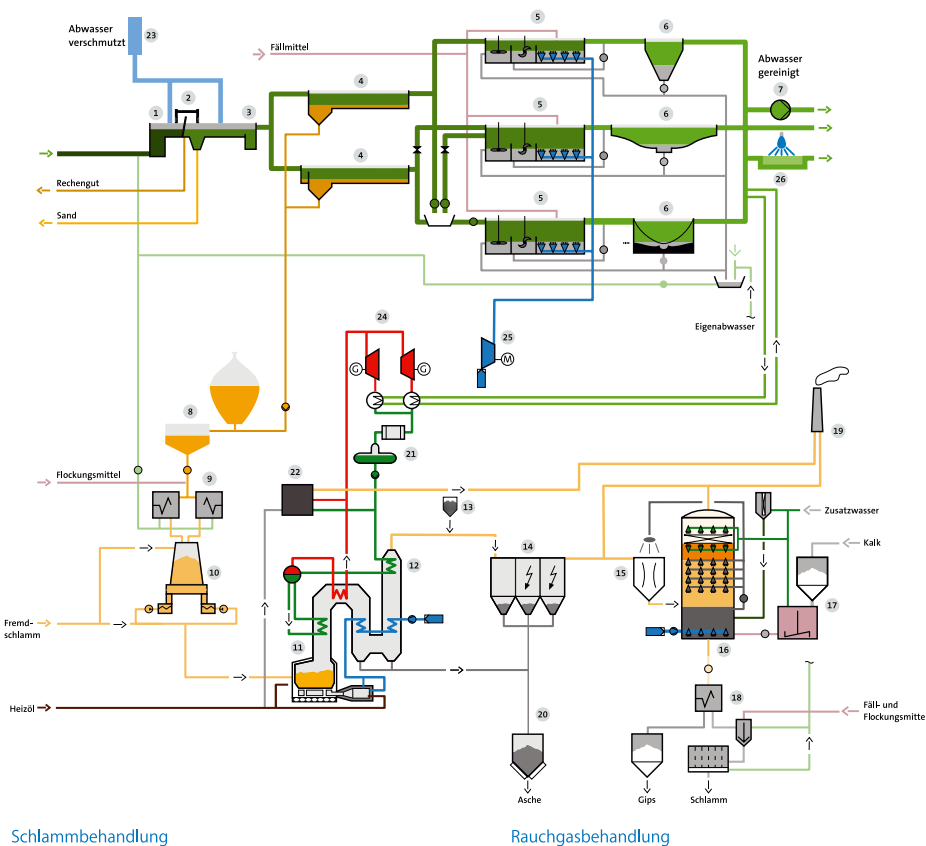 Abwasser
verschmutzt
23
Fällmittel
5
6
Abwasser
gereinigt
7
1
2
3
4
5
6
4
26
Rechengut
Sand
5
6
Eigenabwasser
24
25
G
G
M
8
19
21
Flockungsmittel
9
22
13
Zusatzwasser
14
12
15
Kalk
10
17
Fremd-
schlamm
11
16
18
Heizöl
20
Fäll- und
Flockungsmitte
Asche
Gips
Schlamm
Schlammbehandlung
Rauchgasbehandlung